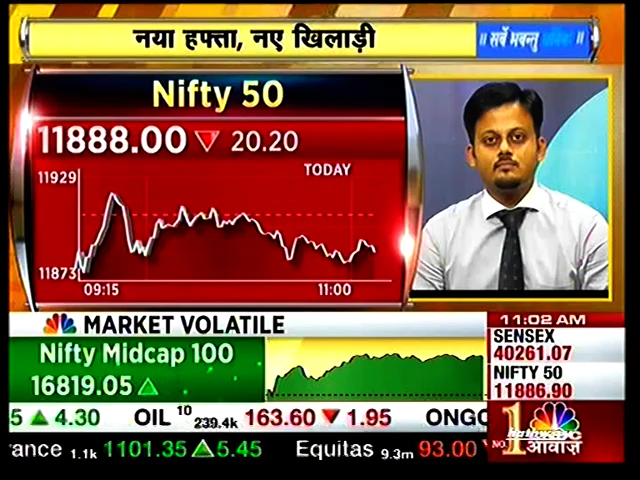 नया हफ्ता, नए खिलाड़ी
॥ सर्वे भवन्तु
Nifty 50
11888.00 ▼ 20.20
TODAY
11929
11873
09:15 11:00
MARKET VOLATILE
11:02 AM
Nifty Midcap 100
16819.05 ▲
SENSEX
40261.07
NIFTY 50
11886.90
5 ▲ 4.30 OIL 10 239.4k 163.60 ▼ 1.95 ONGC
ance 1.1k 1101.35 ▲ 5.45 Equitas 9.3m 93.00 ▼
NO. 1
आवाज़